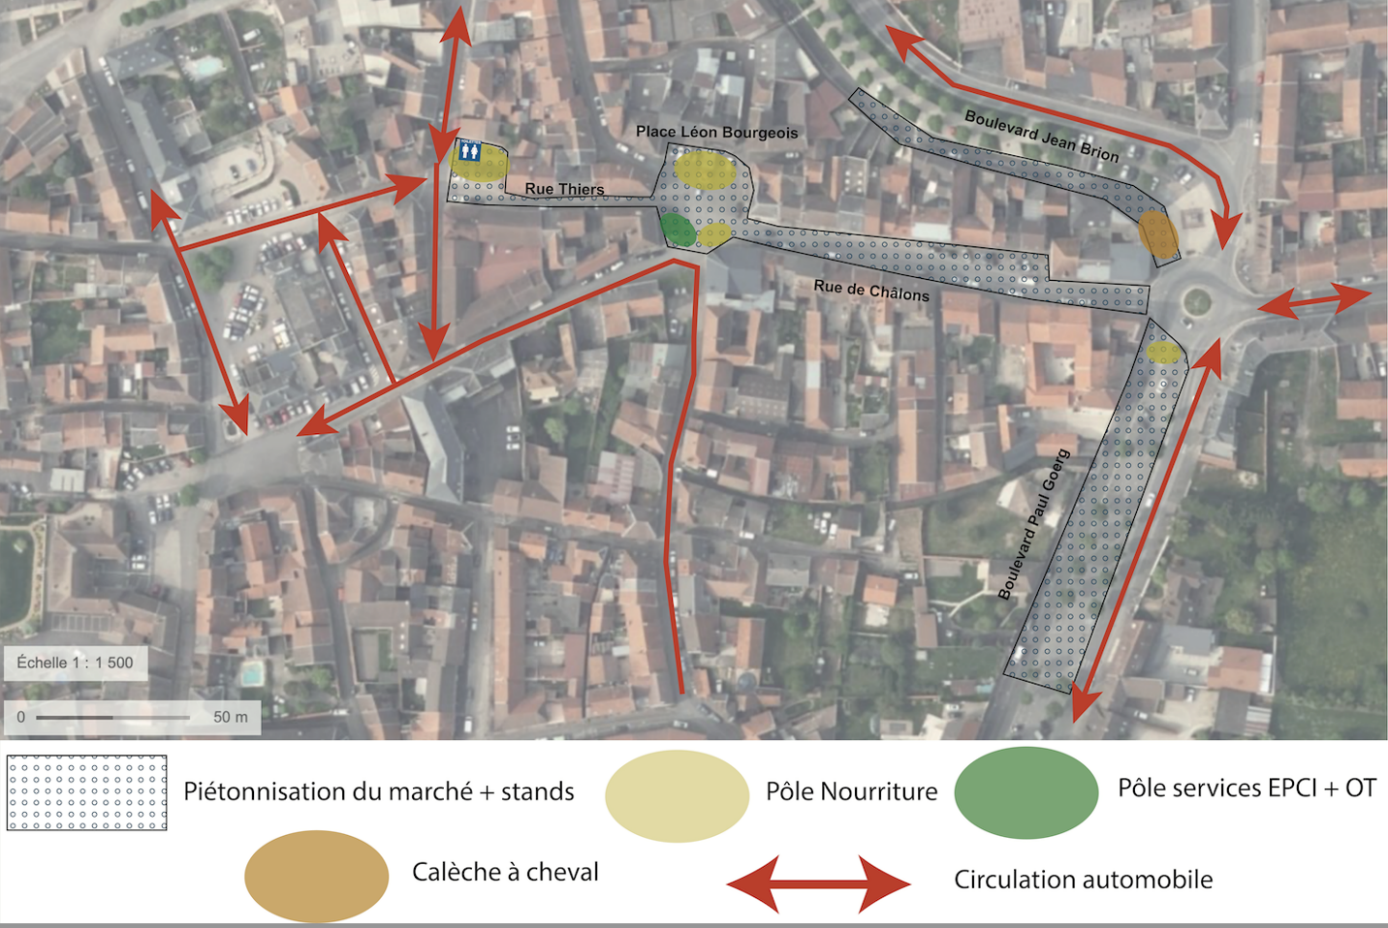 Place Léon Bourgeois
Boulevard Jean Brion
Rue Thiers
Rue de Châlons
Boulevard Paul Goerg
Échelle 1 : 1 500
0 50 m
Piétonnisation du marché + stands
Pôle Nourriture
Pôle services EPCI + OT
Calèche à cheval
Circulation automobile